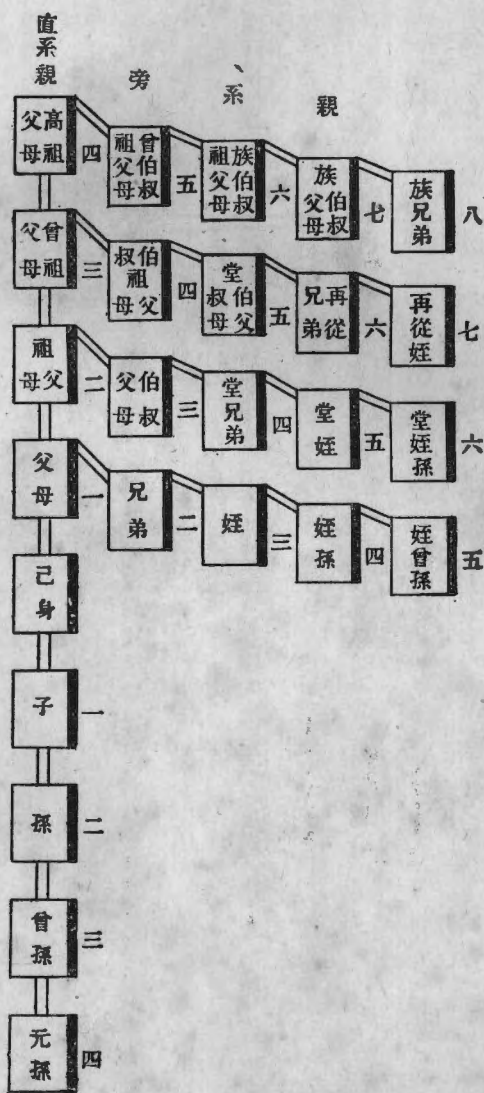 直系親
旁系親
高祖
父母
四
曾伯叔
祖父母
五
族伯叔
祖父母
六
族
伯叔
父母
七
族兄弟
八
曾祖
父母
三
伯叔
祖
父母
四
堂
伯叔
父母
五
再從
兄弟
六
再從姪
七
祖
父母
二
伯叔
父母
三
堂兄弟
四
堂姪
五
堂姪孫
六
父母
一
兄弟
二
姪
三
姪孫
四
姪曾孫
五
己身
子
一
孫
二
曾孫
三
元孫
四